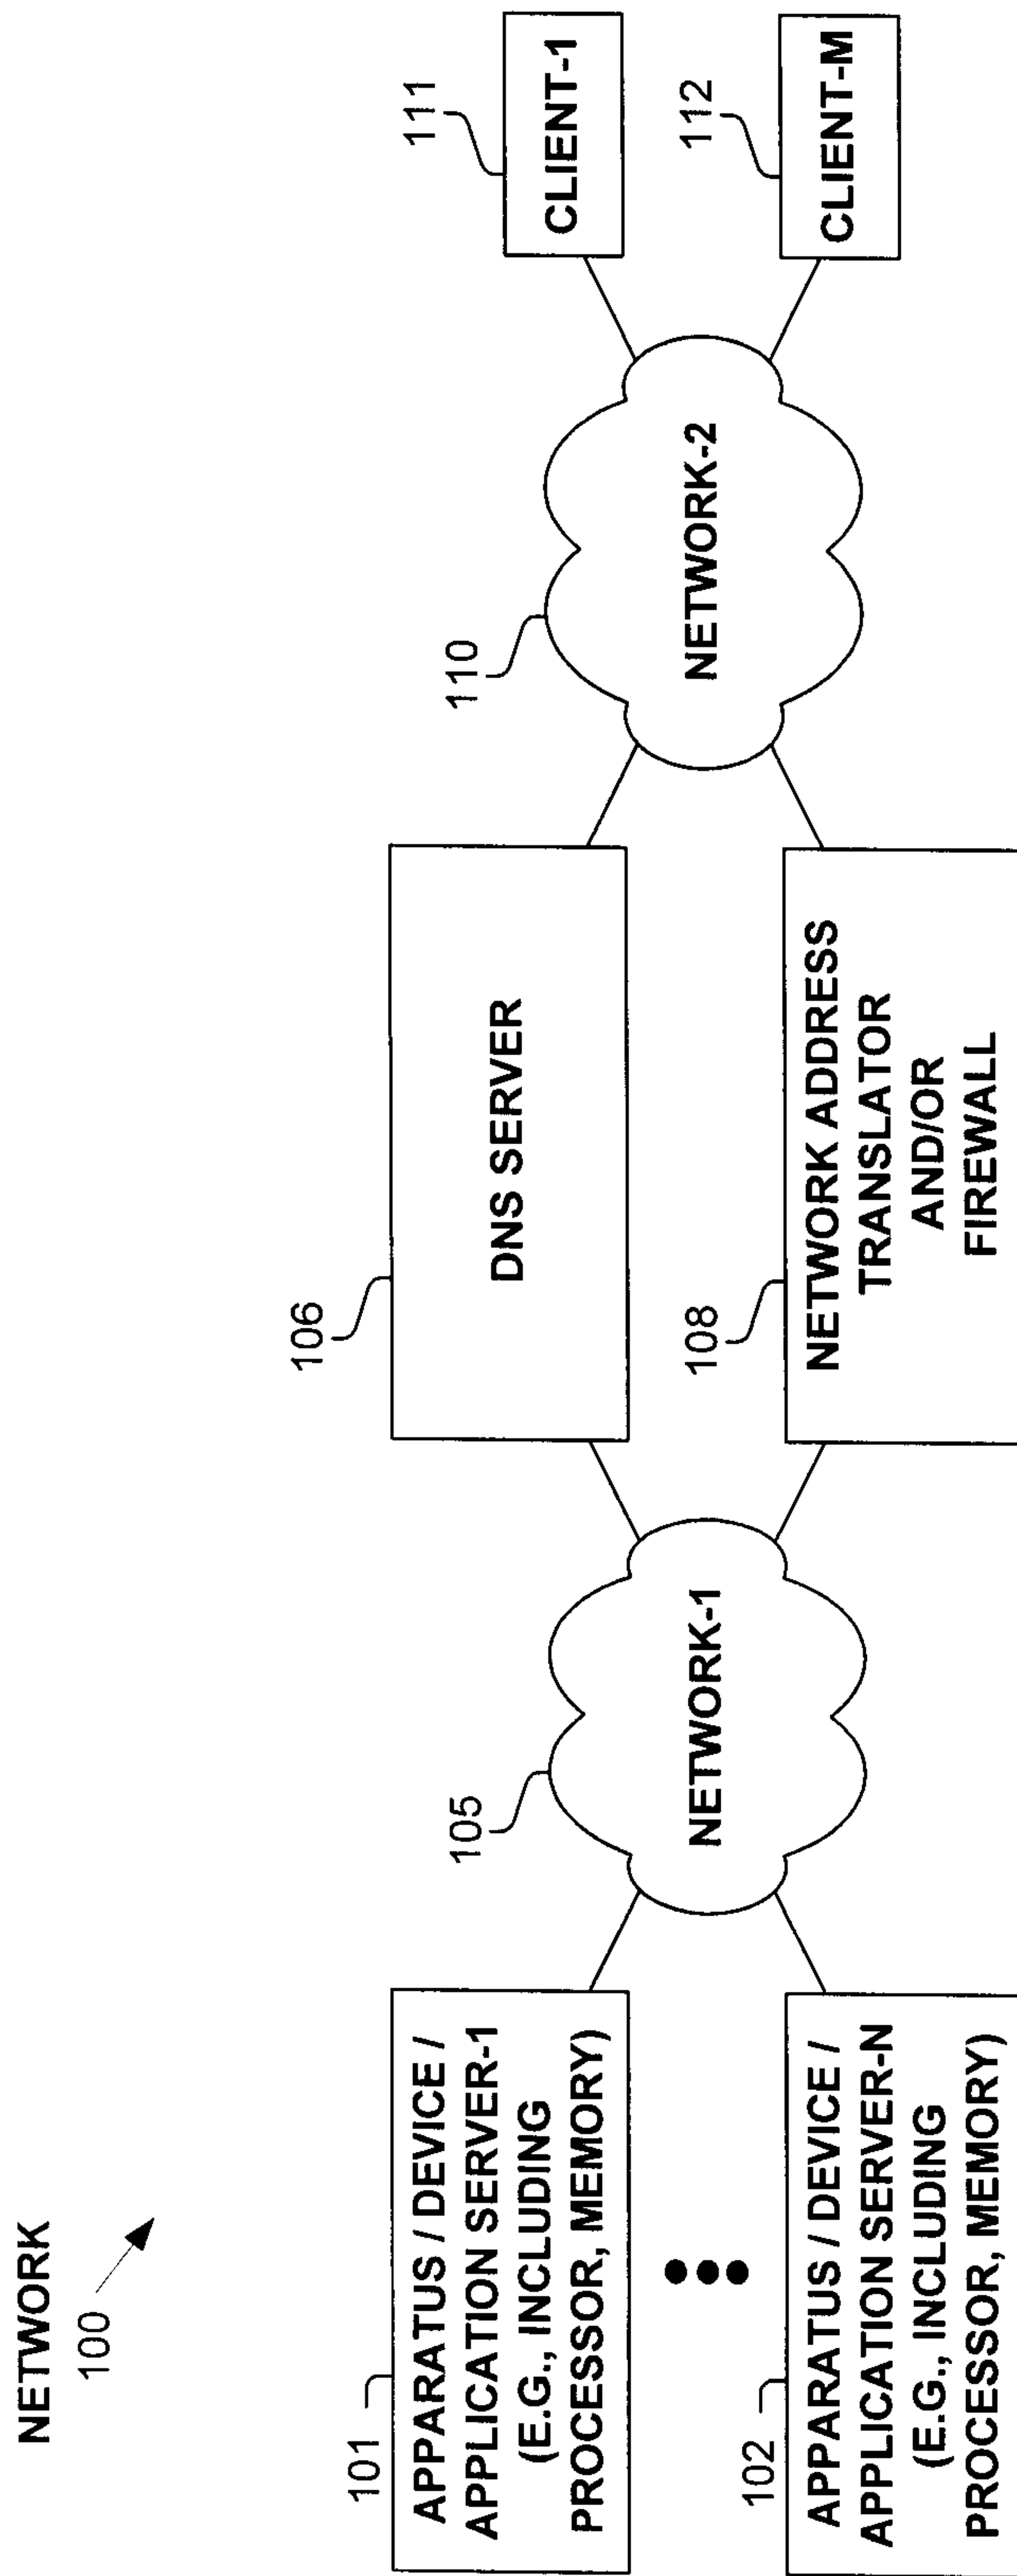 NETWORK
100
101
APPARATUS / DEVICE /
APPLICATION SERVER-1
(E.G., INCLUDING
PROCESSOR, MEMORY)
102
APPARATUS / DEVICE /
APPLICATION SERVER-N
(E.G., INCLUDING
PROCESSOR, MEMORY)
105
NETWORK-1
106
DNS SERVER
108
NETWORK ADDRESS
TRANSLATOR
AND/OR
FIREWALL
110
NETWORK-2
111
CLIENT-1
112
CLIENT-M